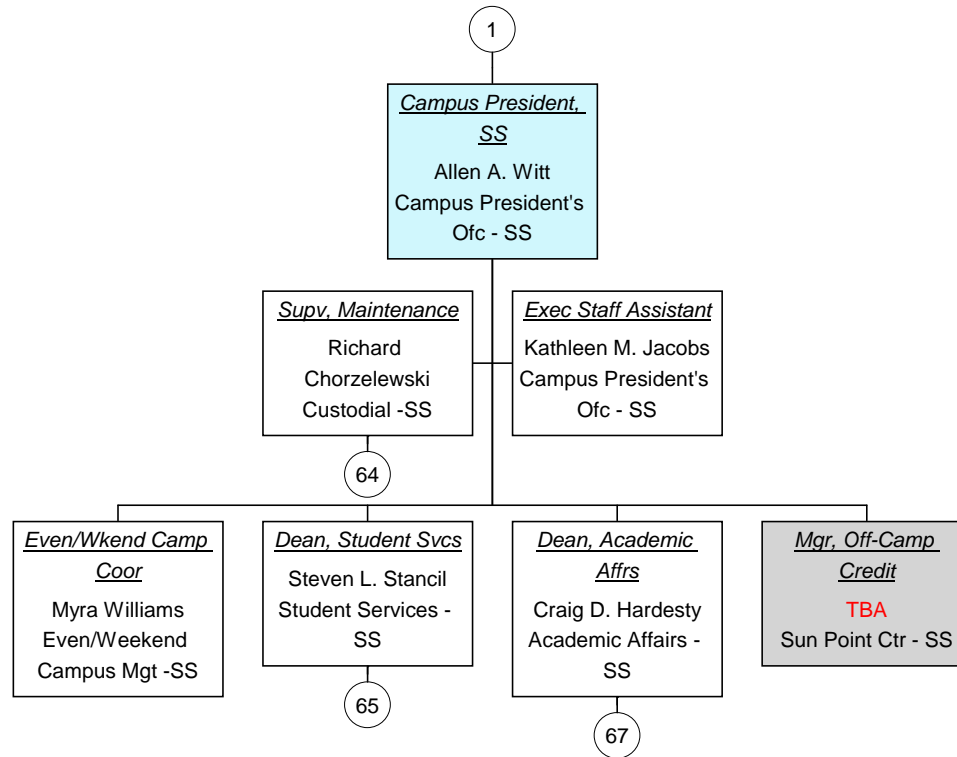 1
Campus President,
SS
Allen A. Witt
Campus President's
Ofc - SS
Supv, Maintenance
Richard
Chorzelewski
Custodial -SS
Exec Staff Assistant
Kathleen M. Jacobs
Campus President's
Ofc - SS
64
Even/Wkend Camp
Coor
Myra Williams
Even/Weekend
Campus Mgt -SS
Dean, Student Svcs
Steven L. Stancil
Student Services -
SS
Dean, Academic
Affrs
Craig D. Hardesty
Academic Affairs -
SS
Mgr, Off-Camp
Credit
TBA
Sun Point Ctr - SS
65
67